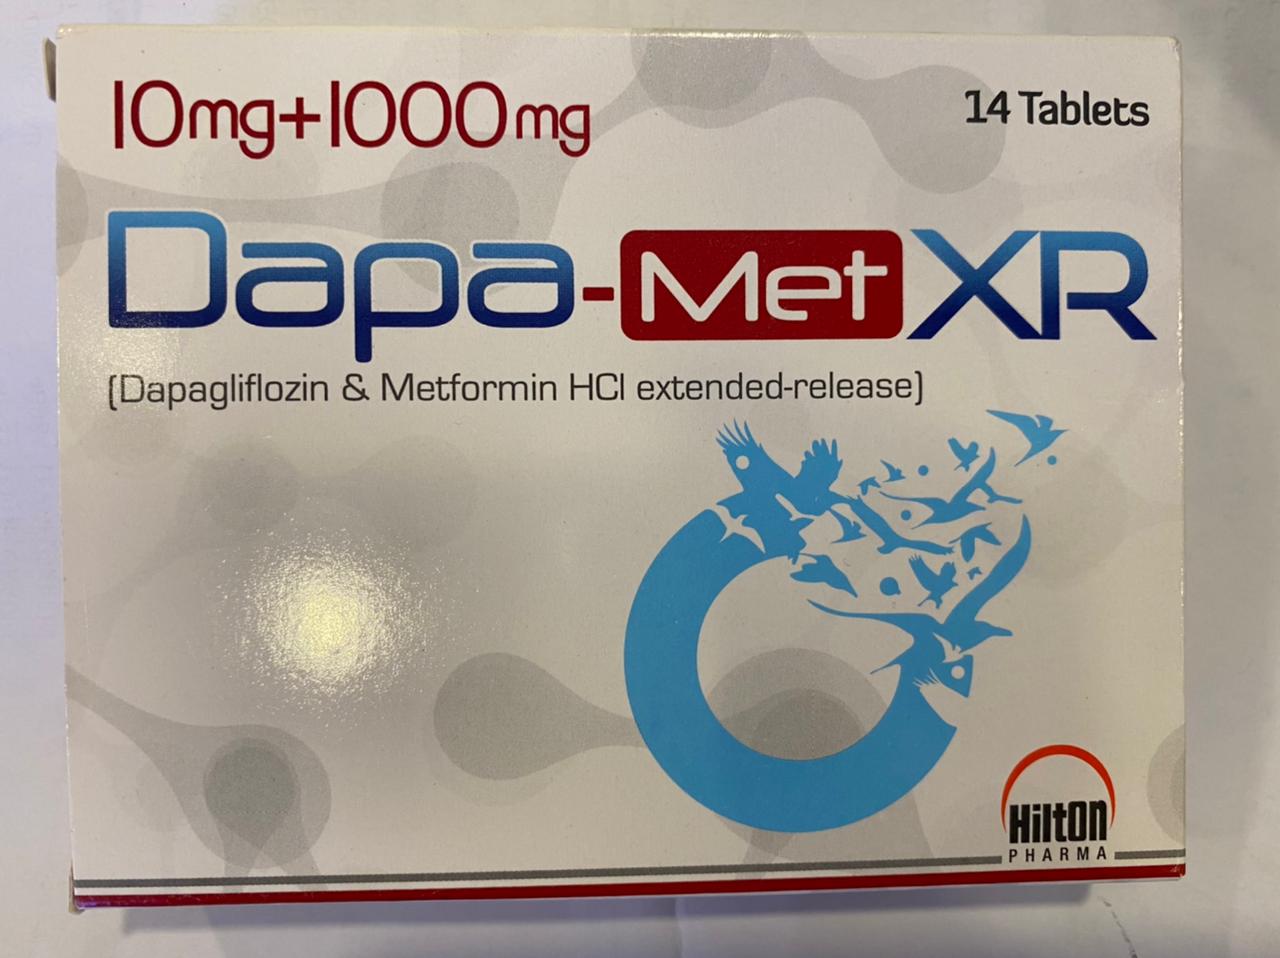 10mg+1000mg
14 Tablets
Dapa-Met XR
(Dapagliflozin & Metformin HCl extended-release)
HiltOn
PHARMA